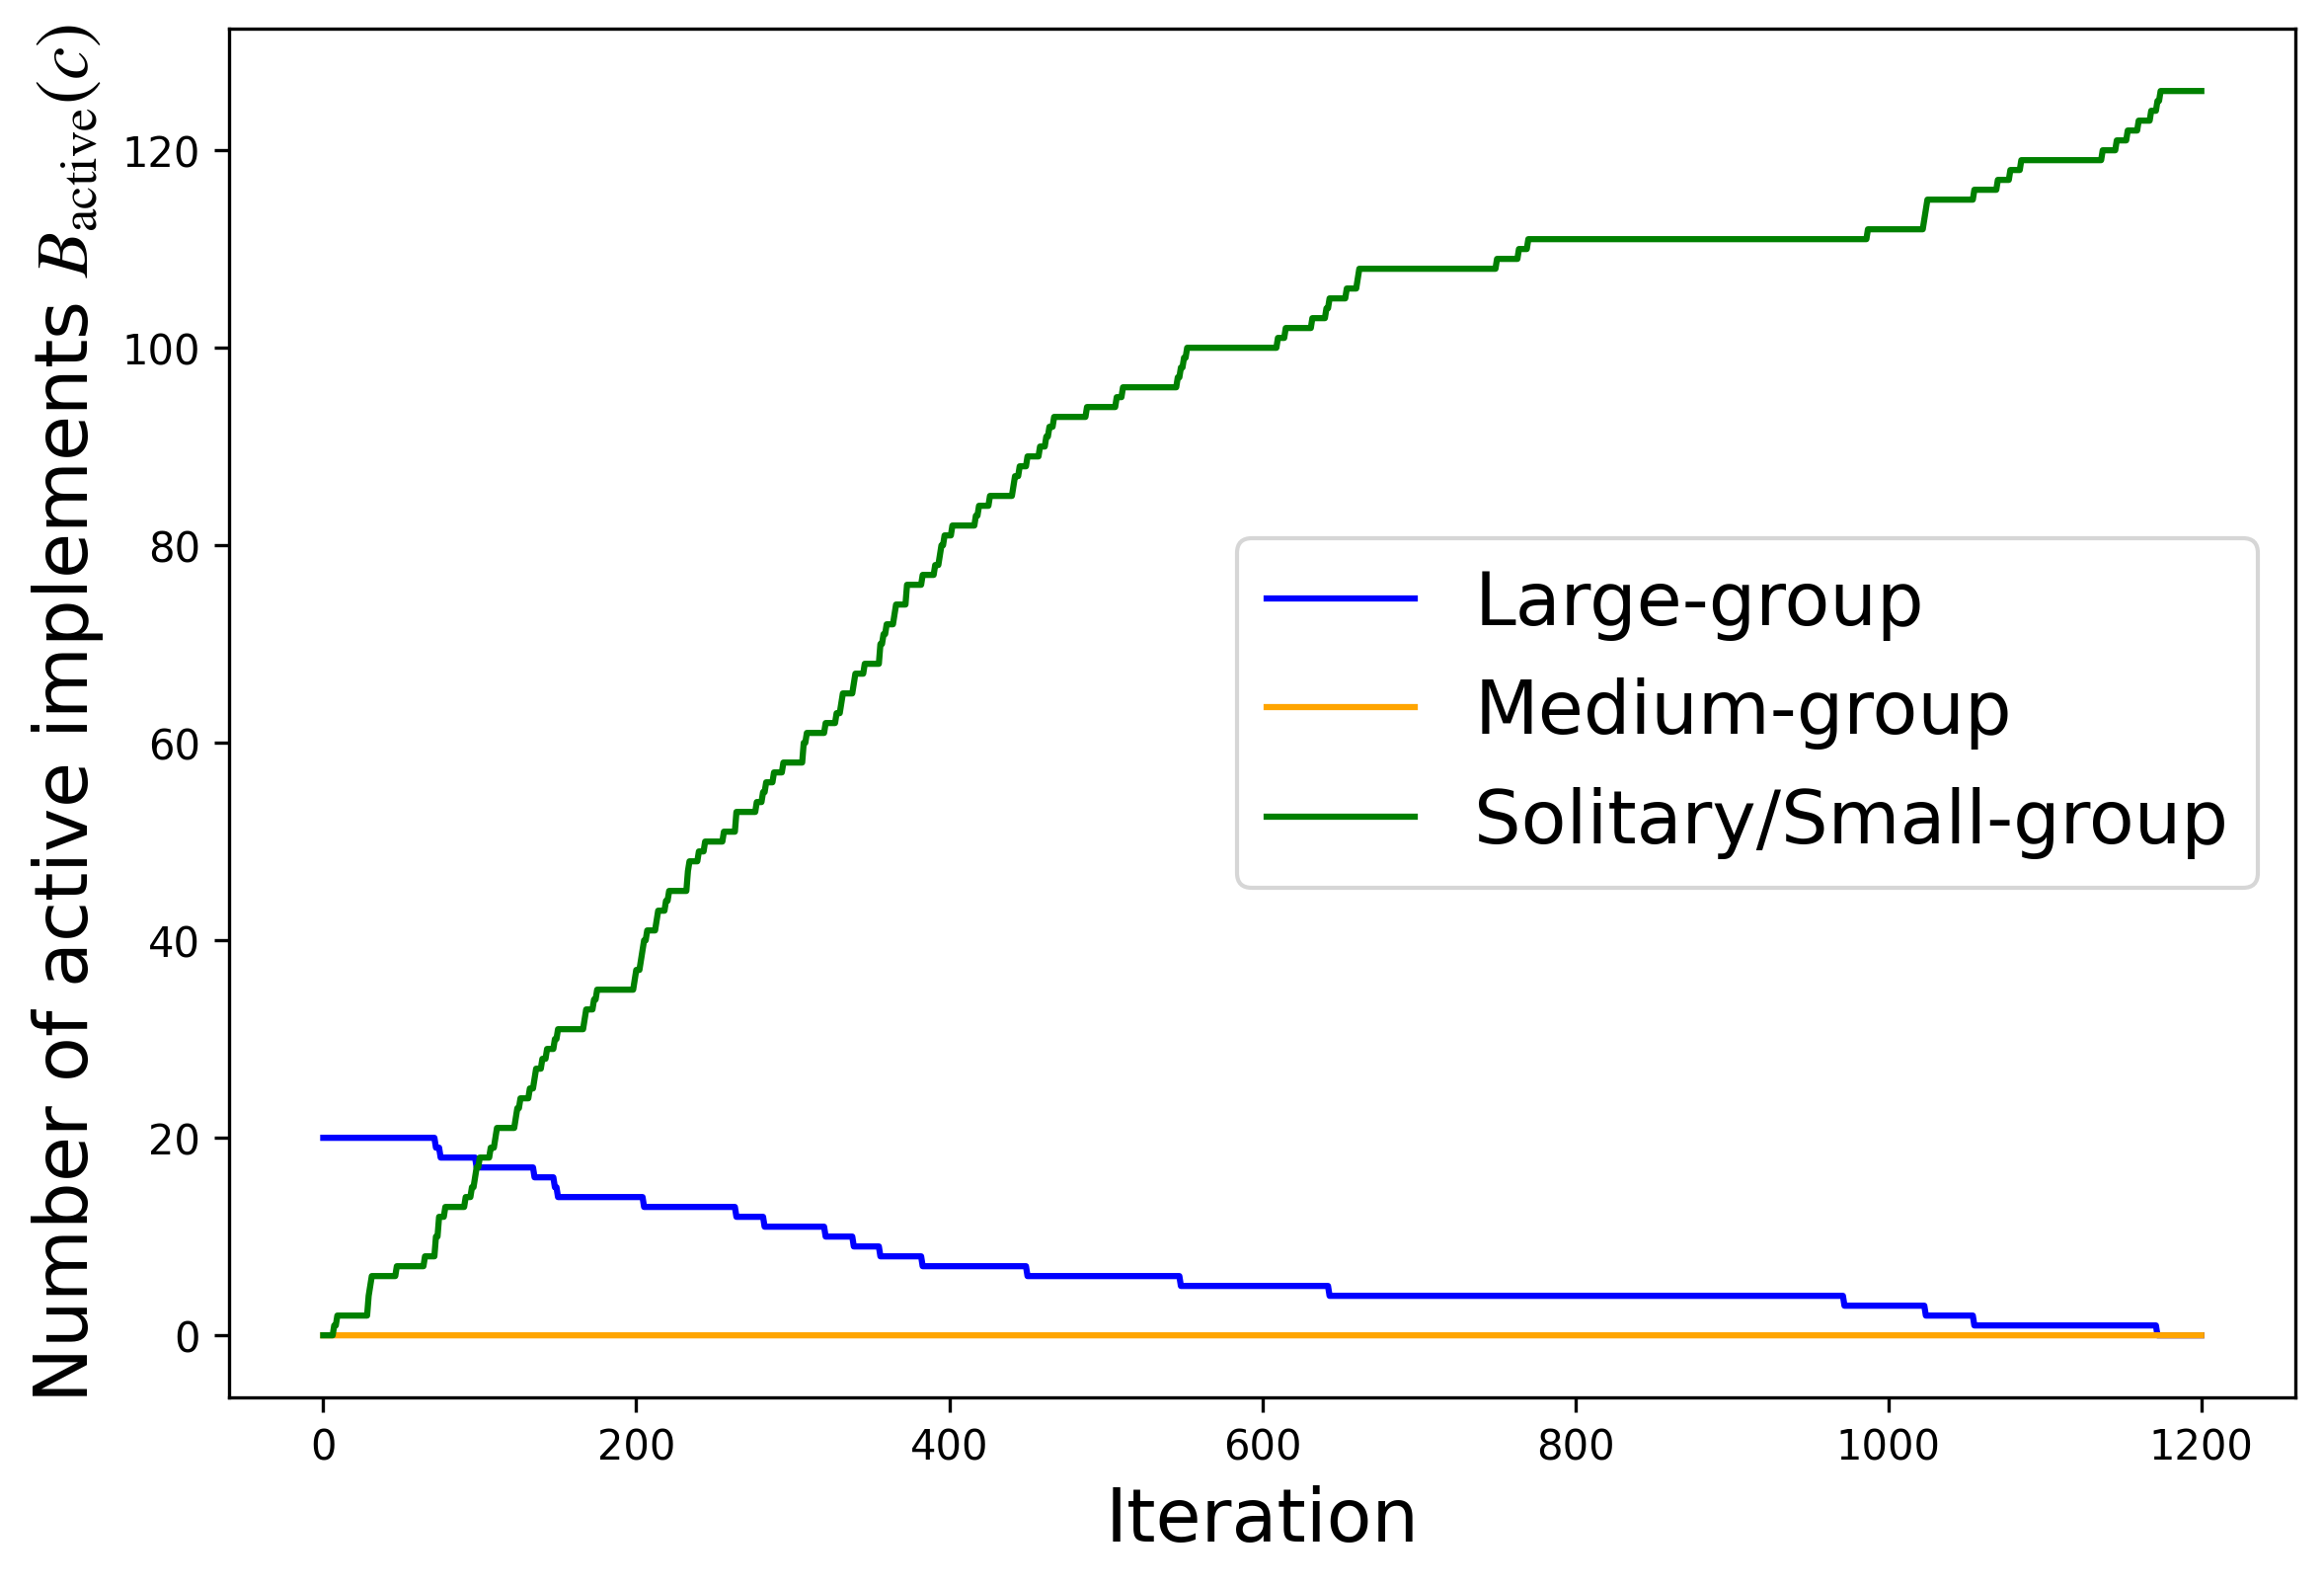 Number of active implements B_active(c)
120
100
80
60
40
20
0
Large-group
Medium-group
Solitary/Small-group
0 200 400 600 800 1000 1200
Iteration